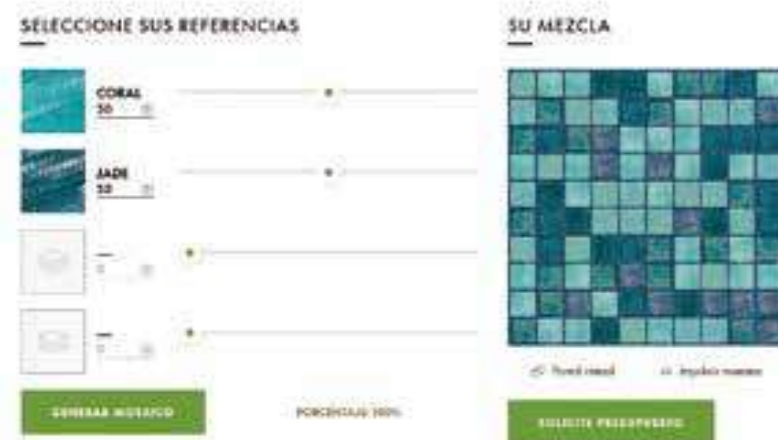 SELECCIONE SUS REFERENCIAS
CORAL
50
JADE
50
GENERAR MOSAICO
PORCENTAJE 100%
SU MEZCLA
SOLICITE PRESUPUESTO